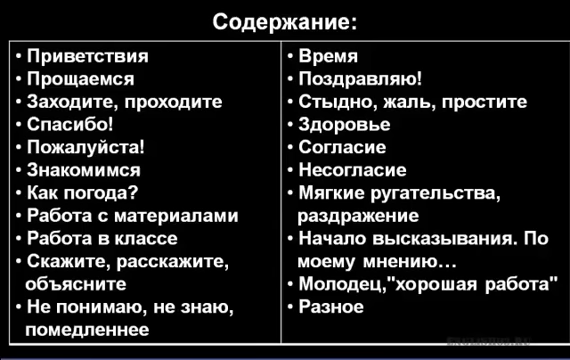 Содержание:
• Приветствия
• Прощаемся
• Заходите, проходите
• Спасибо!
• Пожалуйста!
• Знакомимся
• Как погода?
• Работа с материалами
• Работа в классе
• Скажите, расскажите,
объясните
• Не понимаю, не знаю,
помедленнее
• Время
• Поздравляю!
• Стыдно, жаль, простите
• Здоровье
• Согласие
• Несогласие
• Мягкие ругательства,
раздражение
• Начало высказывания. По
моему мнению…
• Молодец,"хорошая работа"
• Разное